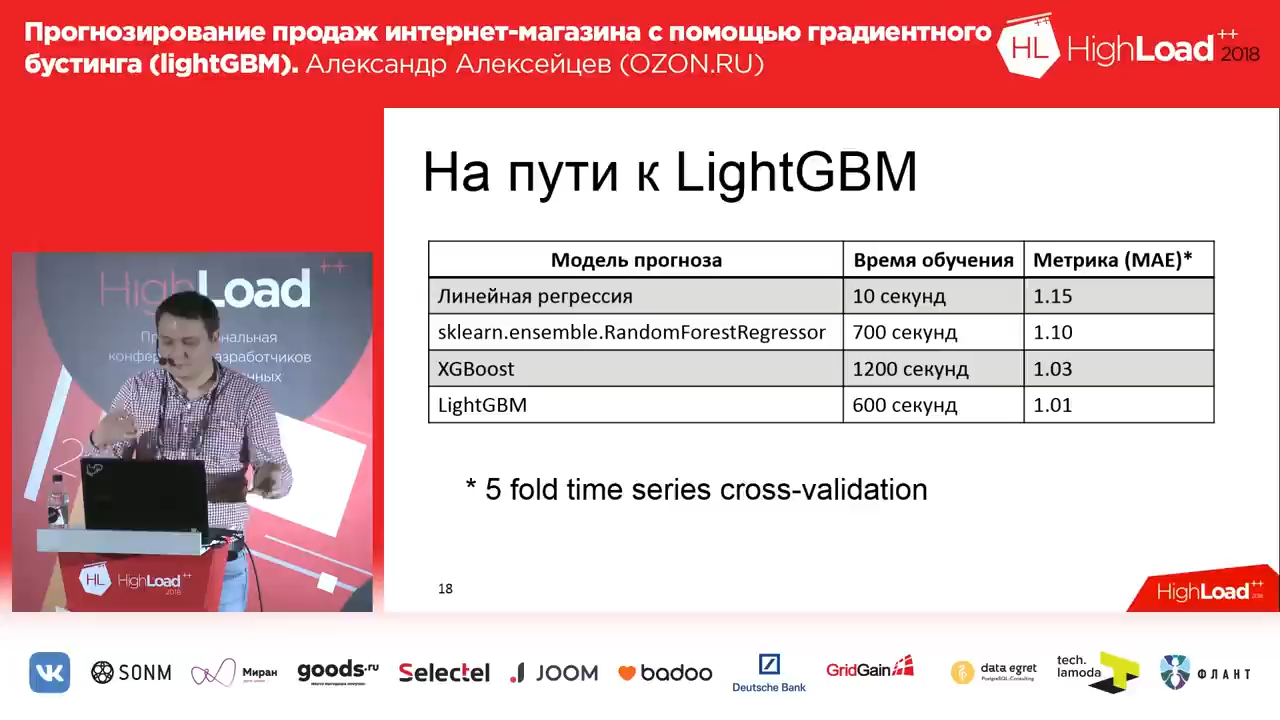 Прогнозирование продаж интернет-магазина с помощью градиентного
бустинга (lightGBM). Александр Алексейцев (OZON.RU)
HL HighLoad++ 2018
На пути к LightGBM
Модель прогноза Время обучения Метрика (MAE)*
Линейная регрессия 10 секунд 1.15
sklearn.ensemble.RandomForestRegressor 700 секунд 1.10
XGBoost 1200 секунд 1.03
LightGBM 600 секунд 1.01
* 5 fold time series cross-validation
18
HighLoad++
HighLoad++
HL HighLoad++
2018
SONM
Миран
goods.ru
Selectel
JOOM
badoo
Deutsche Bank
GridGain
data egret
PostgreSQL Consulting
tech.
lamoda
ФЛАНТ